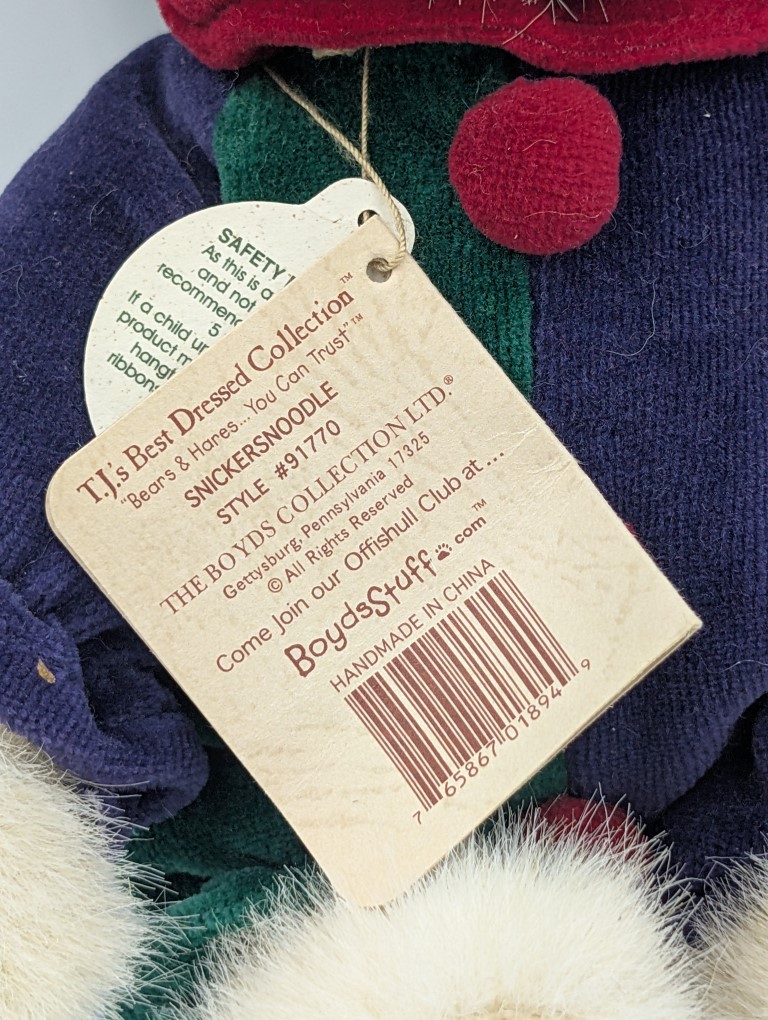 SAFETY
As this is a
and not
recommen
5
If a child
product
hangt
ribbon
T.J.'s Best Dressed Collection™
"Bears & Hares... You Can Trust"™
SNICKERSNOODLE
STYLE #91770
THE BOYDS COLLECTION LTD.®
Gettysburg, Pennsylvania 17325
© All Rights Reserved
Come Join our Offishull Club at...
BoydsStuff.com™
HANDMADE IN CHINA
7 65867 01894 9